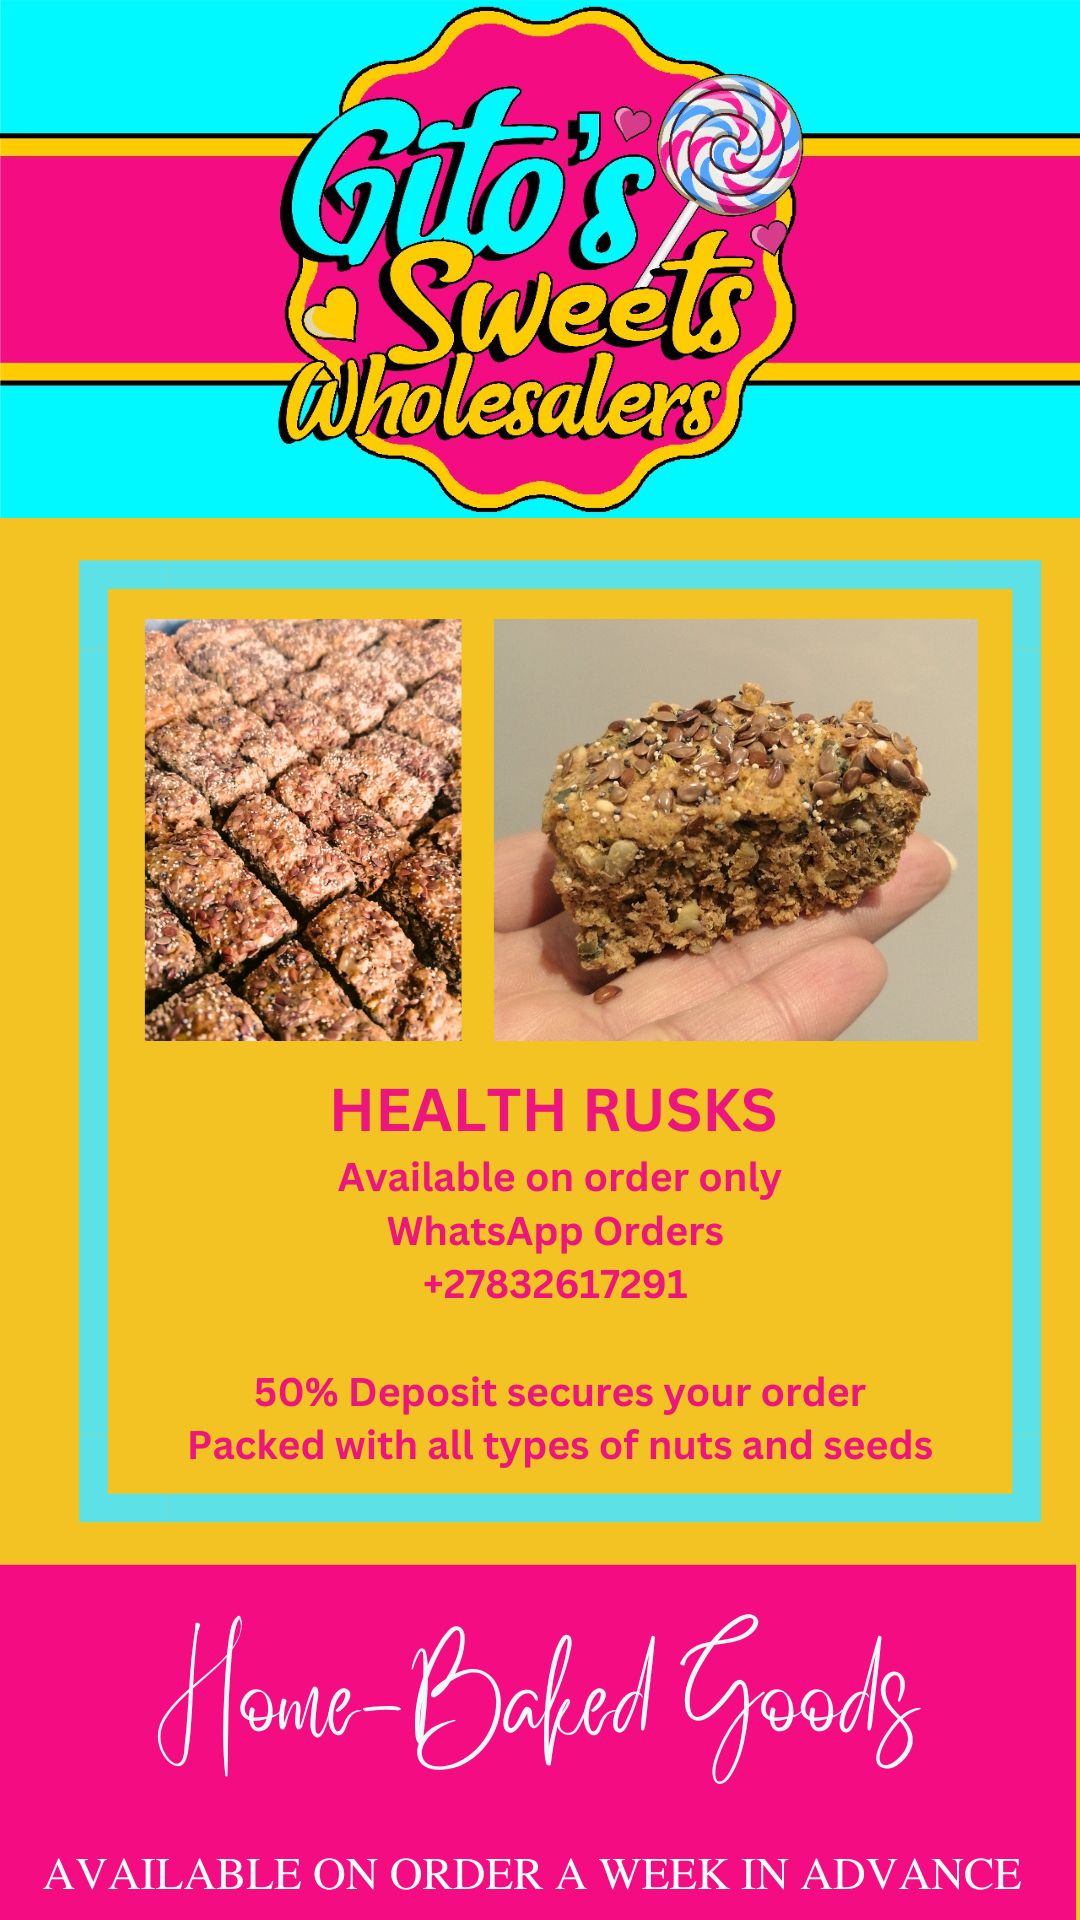 Gito's
Sweets
Wholesalers
HEALTH RUSKS
Available on order only
WhatsApp Orders
+27832617291
50% Deposit secures your order
Packed with all types of nuts and seeds
Home-Baked Goods
AVAILABLE ON ORDER A WEEK IN ADVANCE